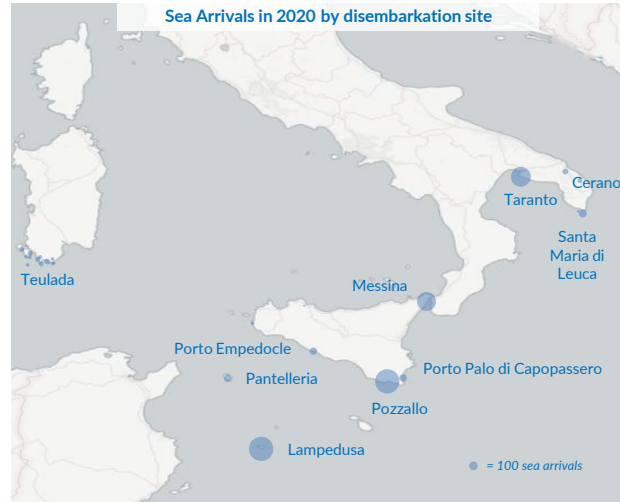 Sea Arrivals in 2020 by disembarkation site
Cerano
Taranto
Santa
Maria di
Leuca
Teulada
Messina
Porto Empedocle
Porto Palo di Capopassero
Pantelleria
Pozzallo
Lampedusa
= 100 sea arrivals